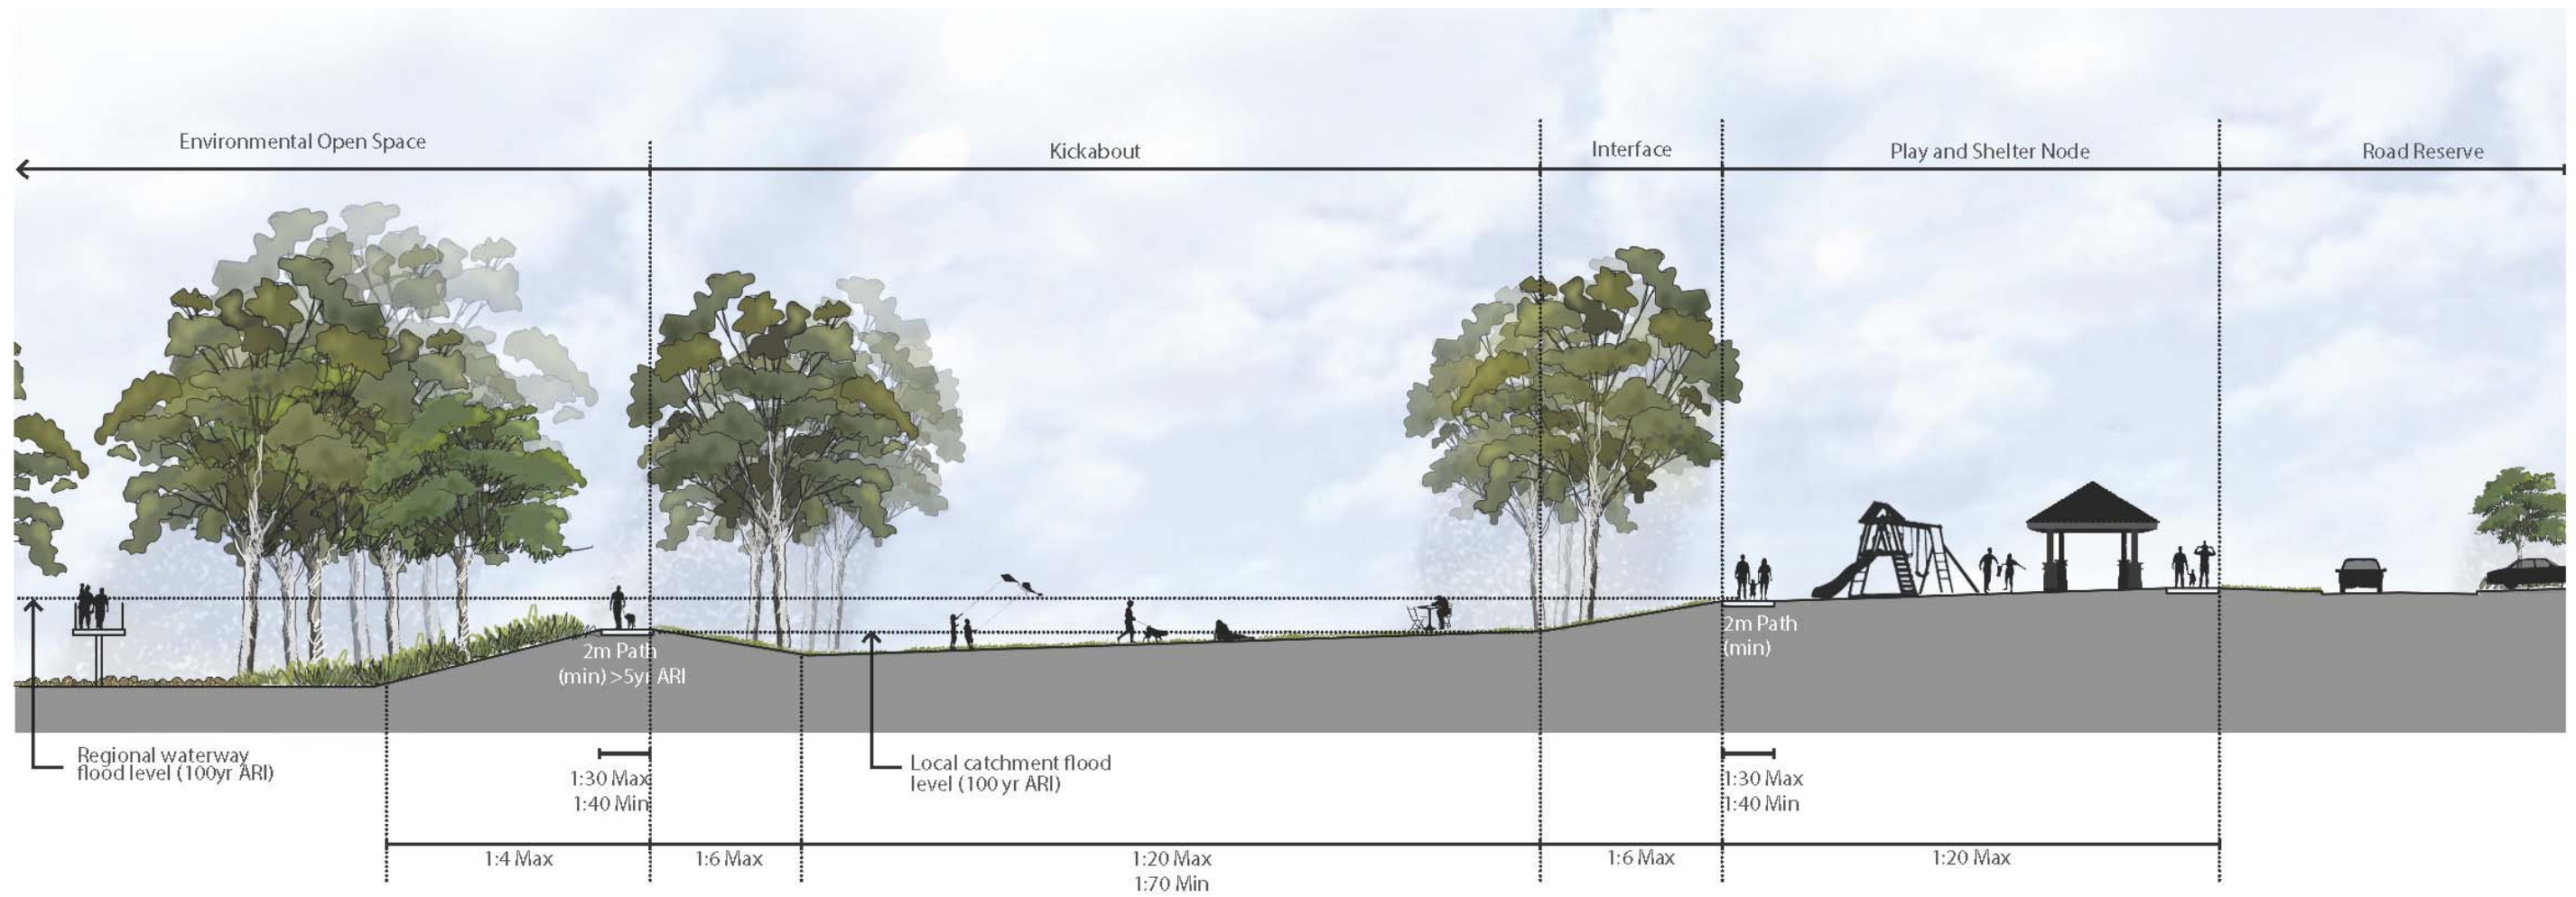 Environmental Open Space
Kickabout
Interface
Play and Shelter Node
Road Reserve
2m Path
(min) >5yr ARI
2m Path
(min)
Regional waterway
flood level (100yr ARI)
1:30 Max
1:40 Min
Local catchment flood
level (100 yr ARI)
1:30 Max
1:40 Min
1:4 Max
1:6 Max
1:20 Max
1:70 Min
1:6 Max
1:20 Max